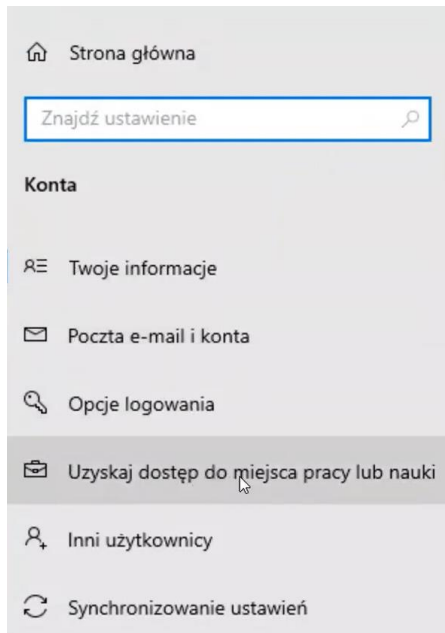 Strona główna
Znajdź ustawienie
Konta
Twoje informacje
Poczta e-mail i konta
Opcje logowania
Uzyskaj dostęp do miejsca pracy lub nauki
Inni użytkownicy
Synchronizowanie ustawień